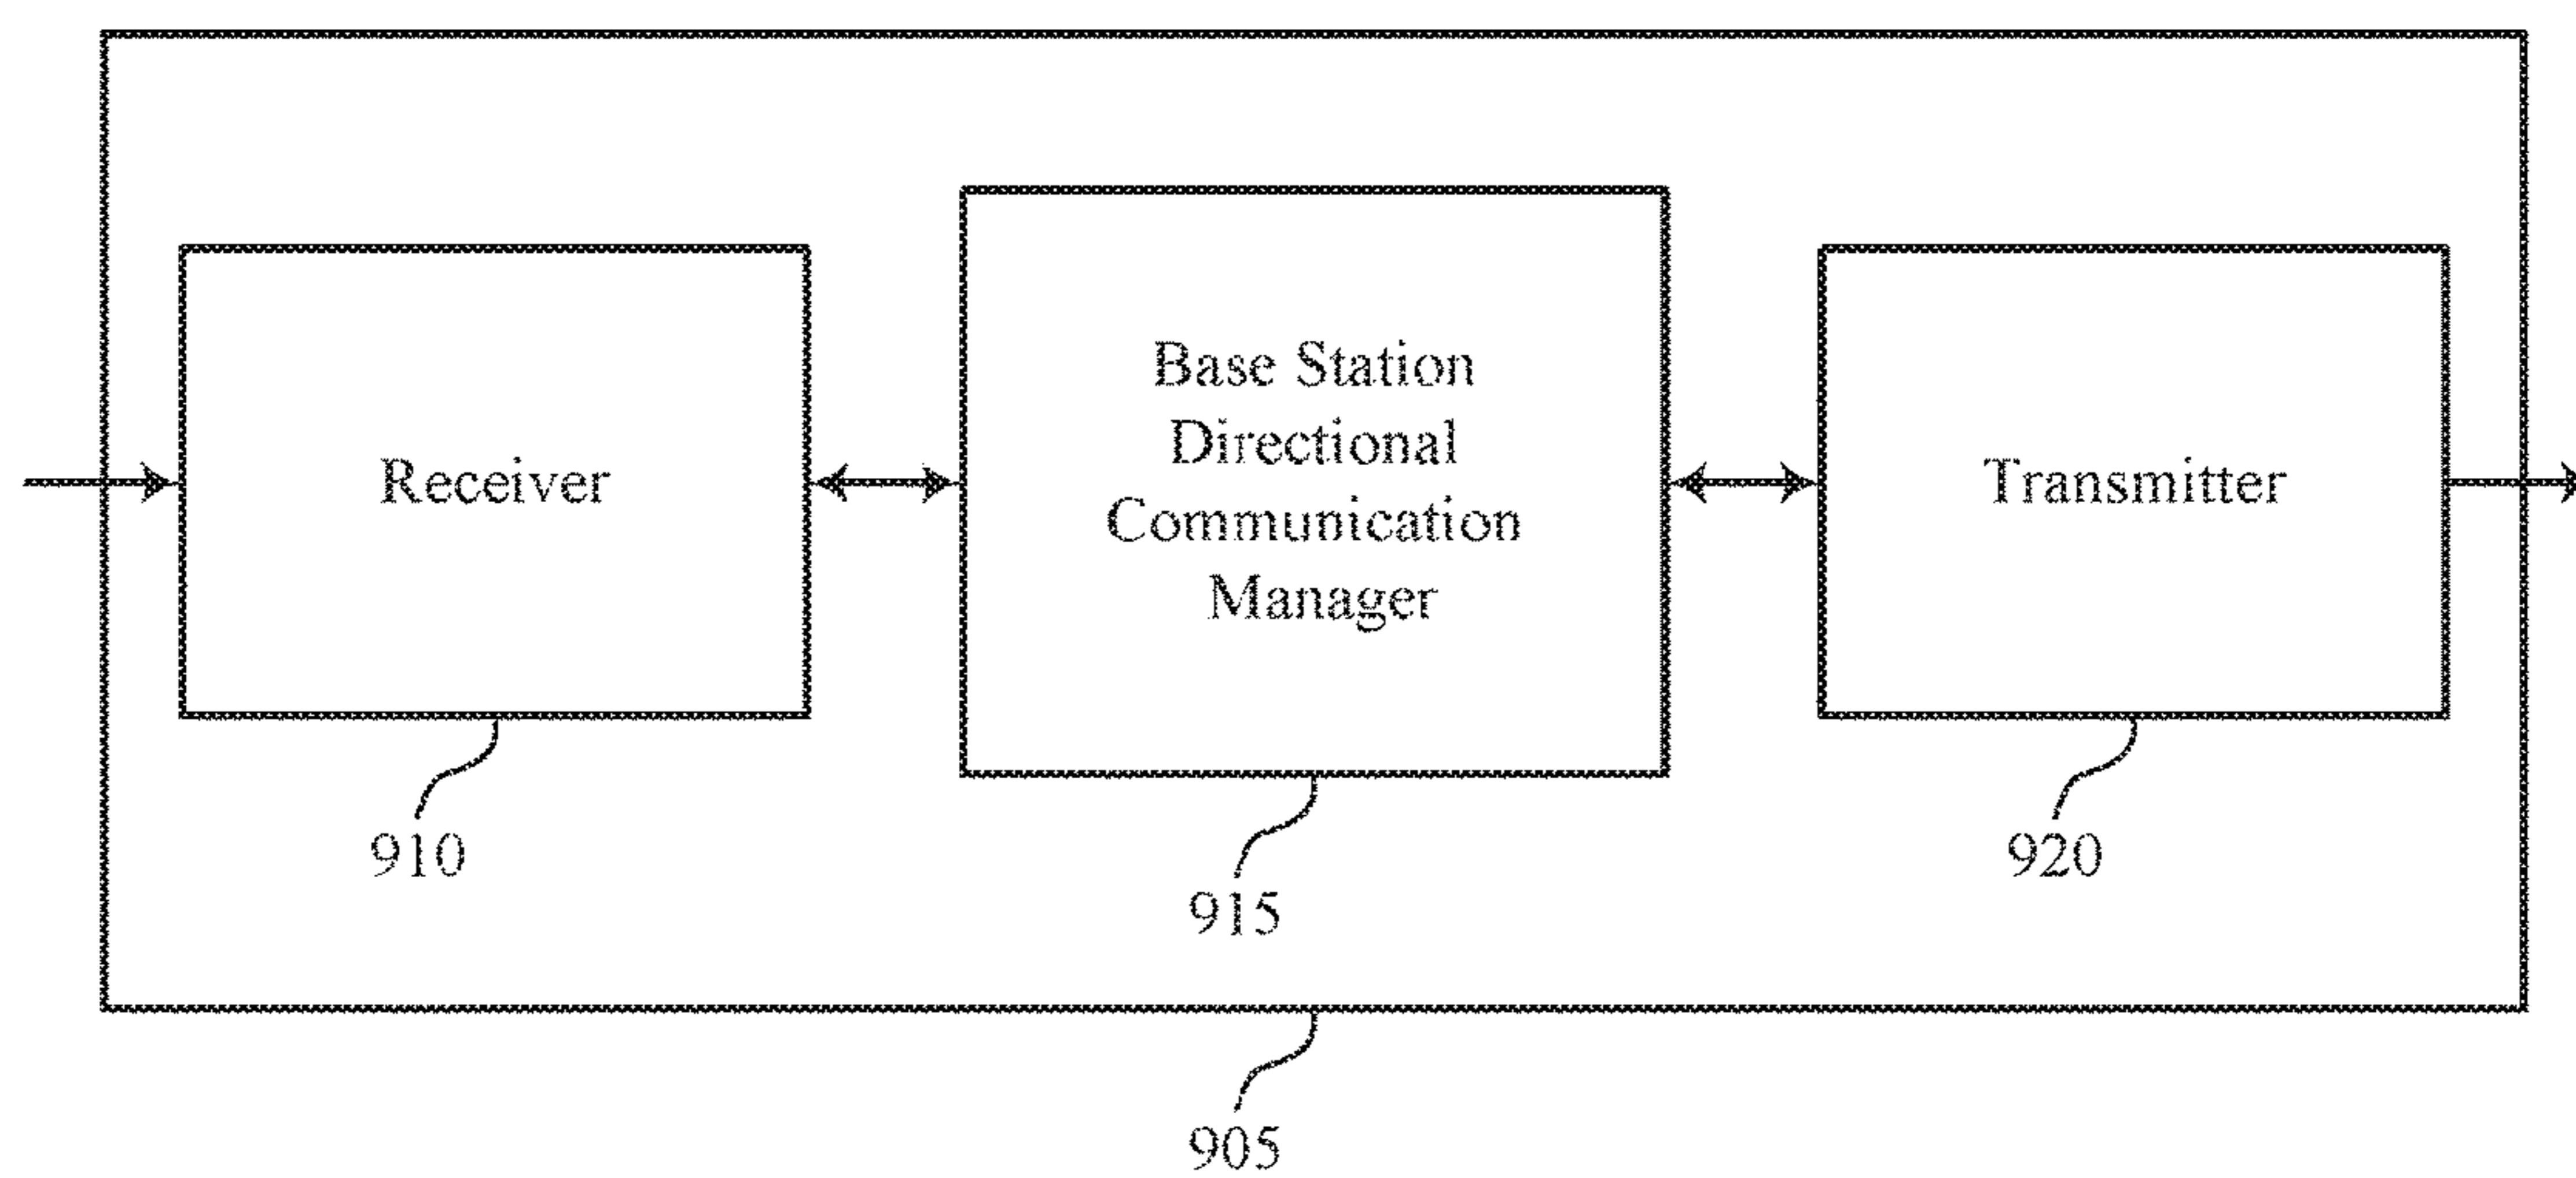 Receiver
Base Station
Directional
Communication
Manager
Transmitter
910
915
920
905